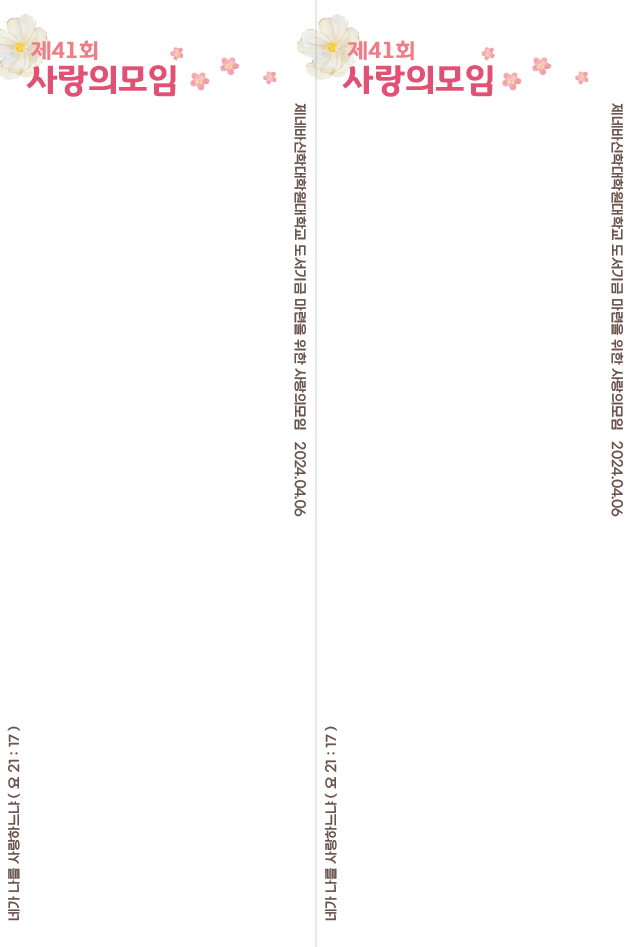 제41회
사랑의모임
제네바신학대학원대학교 도서기금 마련을 위한 사랑의모임 2024.04.06
네가 나를 사랑하느냐 ( 요 21 : 17 )
제41회
사랑의모임
제네바신학대학원대학교 도서기금 마련을 위한 사랑의모임 2024.04.06
네가 나를 사랑하느냐 ( 요 21 : 17 )